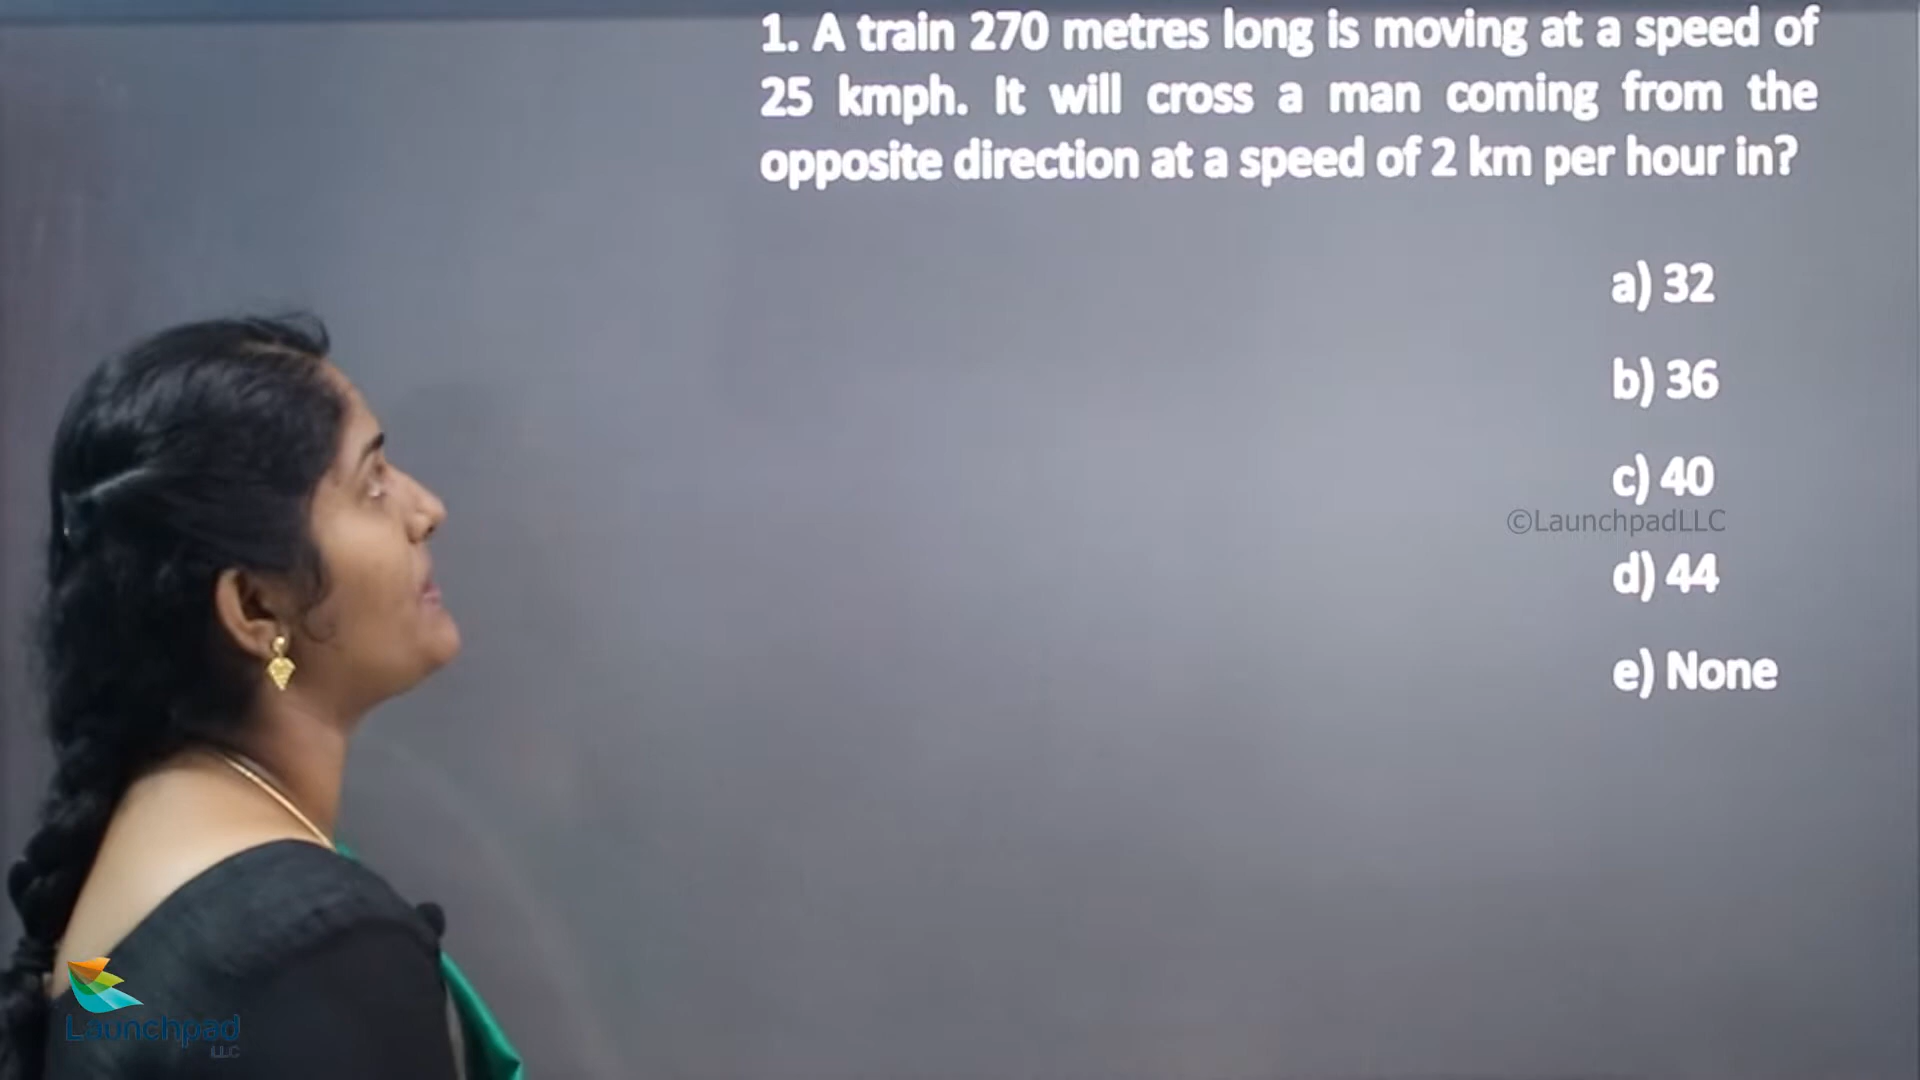 1. A train 270 metres long is moving at a speed of
25 kmph. It will cross a man coming from the
opposite direction at a speed of 2 km per hour in?
a) 32
b) 36
c) 40
©LaunchpadLLC
d) 44
e) None
Launchpad
LLC